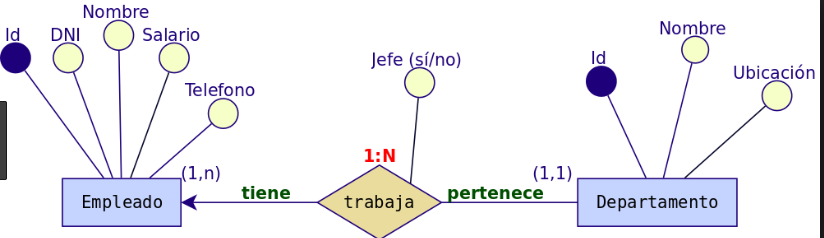 Nombre
Id
DNI
Salario
Telefono
Jefe (sí/no)
Nombre
Id
Ubicación
1:N
(1,n)
(1,1)
tiene
pertenece
Empleado
trabaja
Departamento